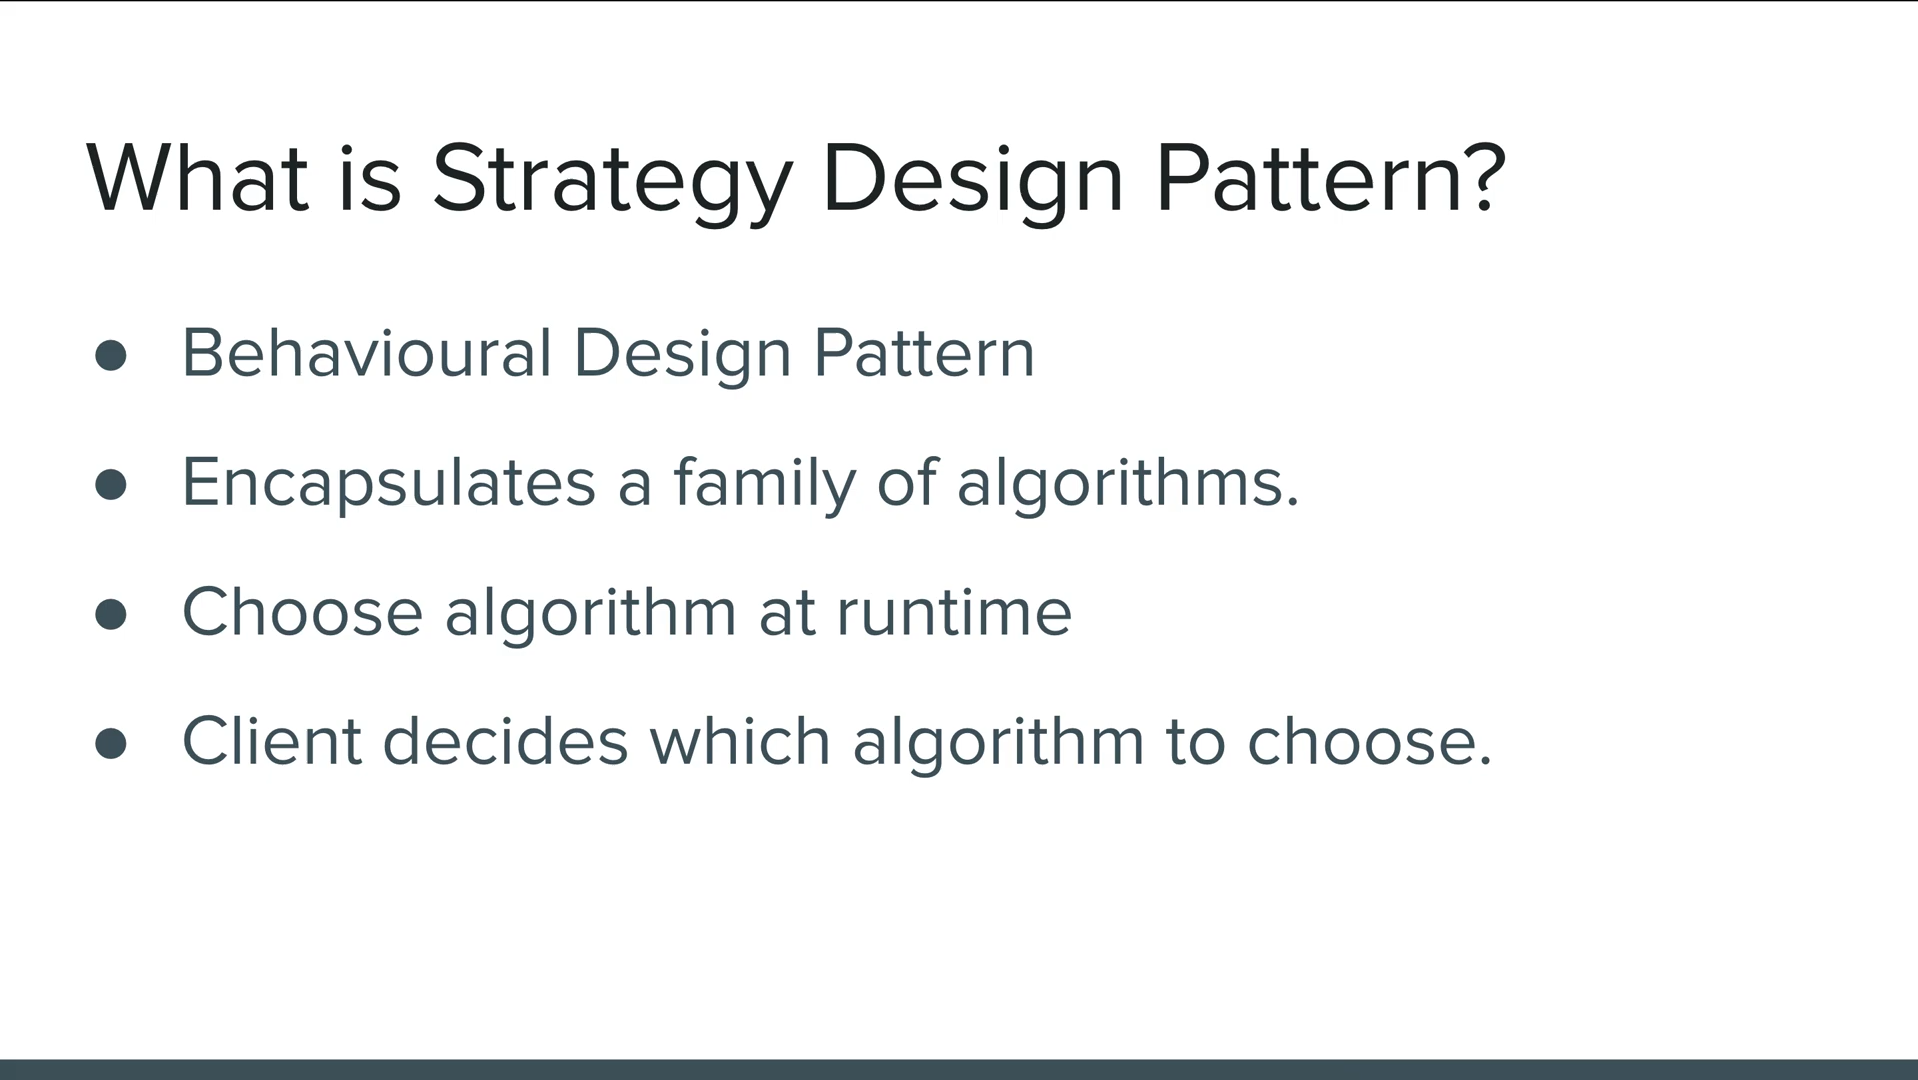 What is Strategy Design Pattern?
● Behavioural Design Pattern
● Encapsulates a family of algorithms.
● Choose algorithm at runtime
● Client decides which algorithm to choose.